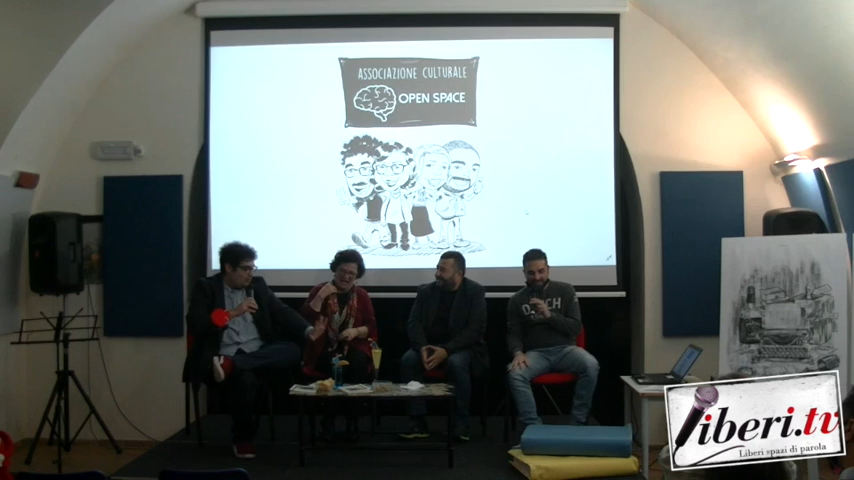 ASSOCIAZIONE CULTURALE
OPEN SPACE
liberi.tv
Liberi spazi di parola